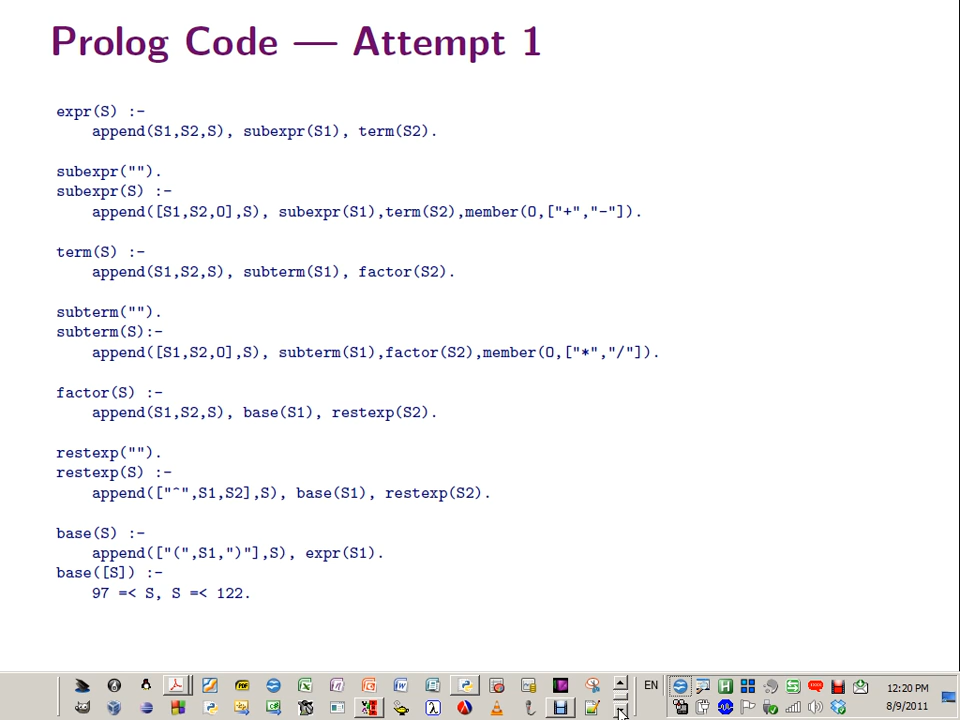 Prolog Code — Attempt 1
expr(S) :-
append(S1,S2,S), subexpr(S1), term(S2).
subexpr("").
subexpr(S) :-
append([S1,S2,O],S), subexpr(S1),term(S2),member(O,["+","-"]).
term(S) :-
append(S1,S2,S), subterm(S1), factor(S2).
subterm("").
subterm(S):-
append([S1,S2,O],S), subterm(S1),factor(S2),member(O,["*","/"]).
factor(S) :-
append(S1,S2,S), base(S1), restexp(S2).
restexp("").
restexp(S) :-
append(["^",S1,S2],S), base(S1), restexp(S2).
base(S) :-
append(["(",S1,")"],S), expr(S1).
base([S]) :-
97 =< S, S =< 122.
EN
12:20 PM
8/9/2011